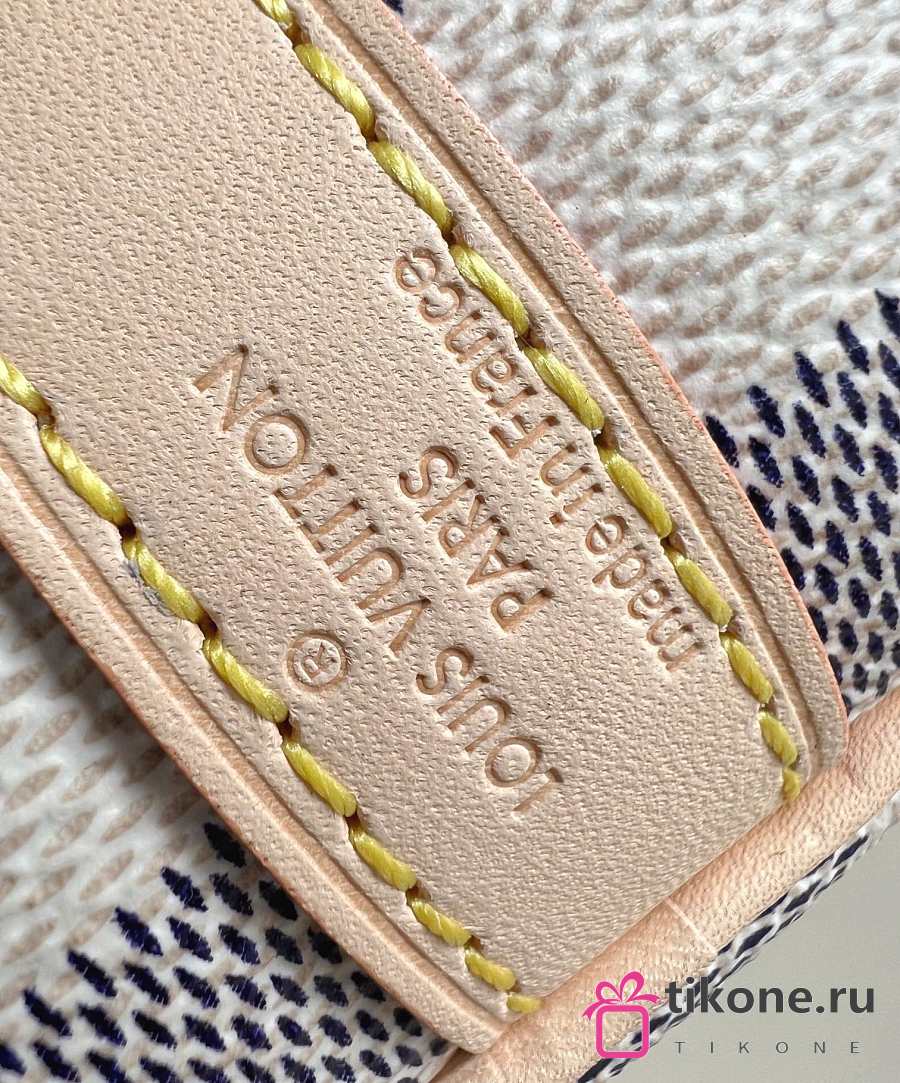 ®
LOUIS VUITTON
PARIS
made in France
tikone.ru
TIKONE